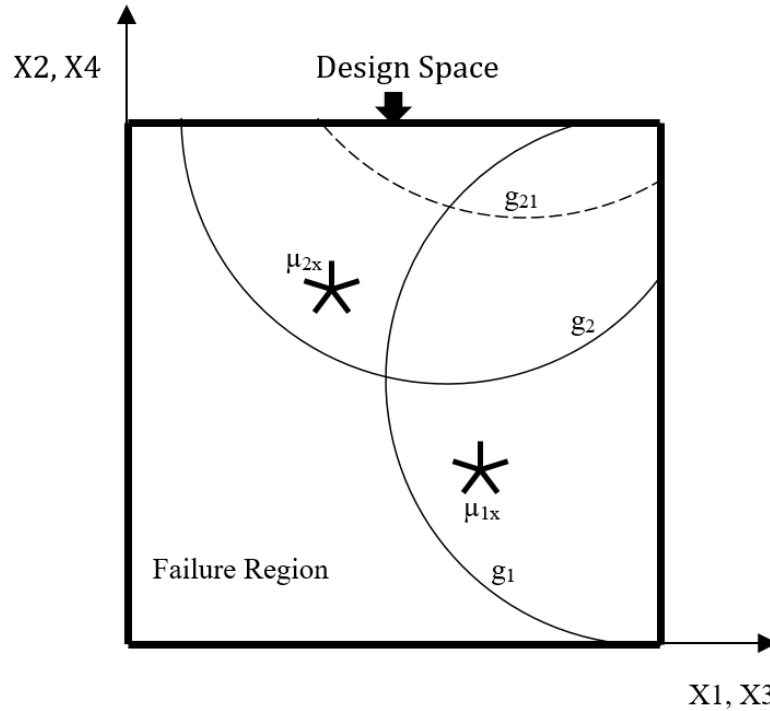 X2, X4
Design Space
g₂₁
μ₂ₓ
g₂
μ₁ₓ
g₁
Failure Region
X1, X3